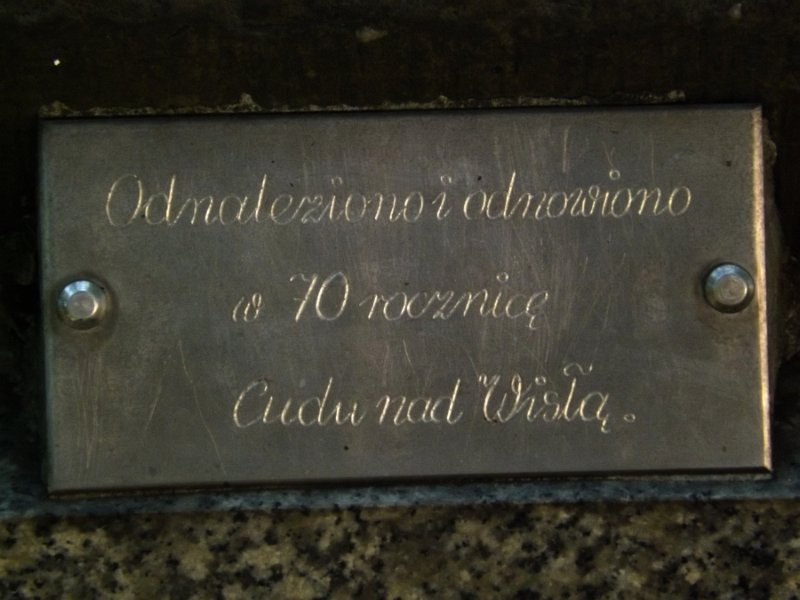 Odnaleziono i odnowiono
w 70 rocznicę
Cudu nad Wisłą.